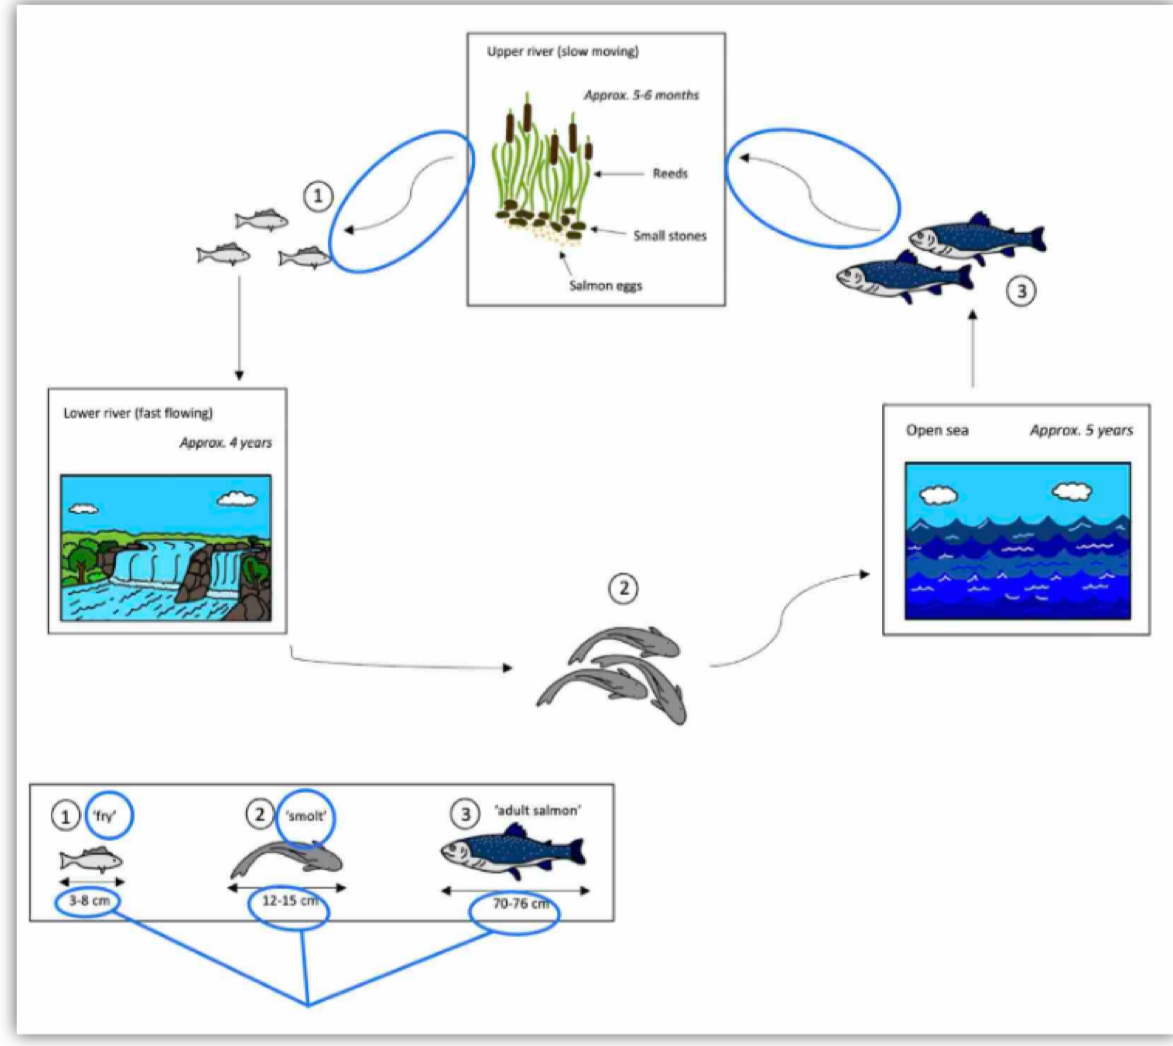 Upper river (slow moving)
Approx. 5-6 months
Reeds
Small stones
Salmon eggs
1
3
Lower river (fast flowing)
Approx. 4 years
Open sea
Approx. 5 years
2
1 'fry'
2 'smolt'
3 'adult salmon'
3-8 cm
12-15 cm
70-76 cm